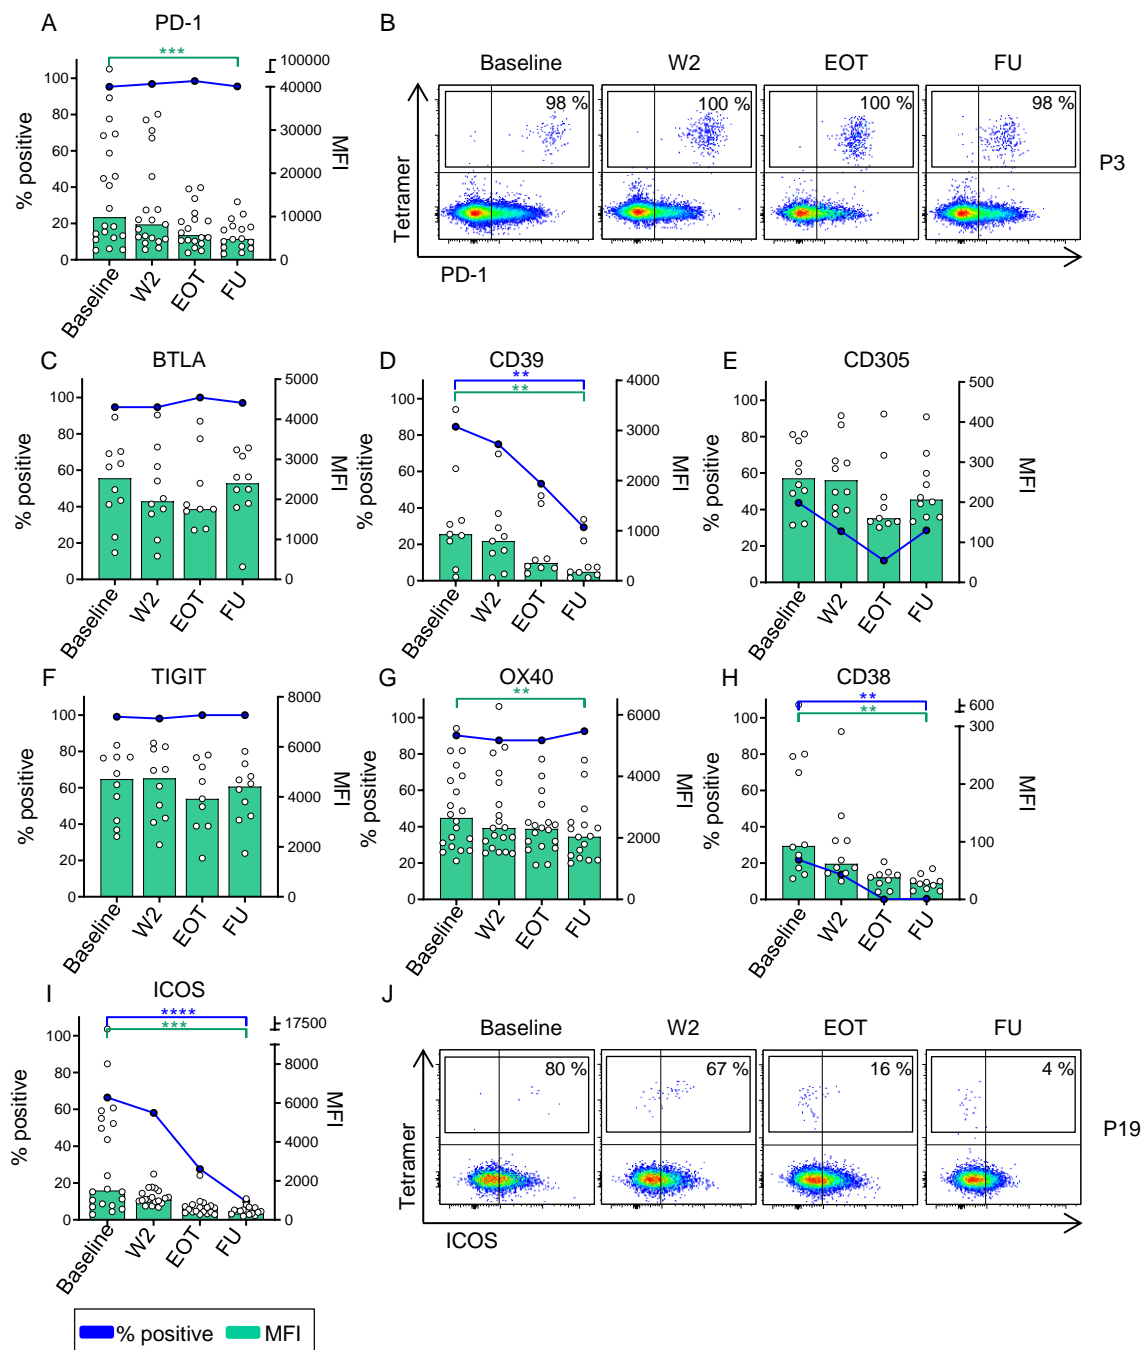 A
PD-1
***
% positive
100
80
60
40
20
0
100000
40000
30000
20000
10000
0
MFI
Baseline
W2
EOT
FU
B
Baseline
W2
EOT
FU
98 %
100 %
100 %
98 %
Tetramer
PD-1
P3
C
BTLA
% positive
100
80
60
40
20
0
5000
4000
3000
2000
1000
0
MFI
Baseline
W2
EOT
FU
D
CD39
**
**
% positive
100
80
60
40
20
0
4000
3000
2000
1000
0
MFI
Baseline
W2
EOT
FU
E
CD305
% positive
100
80
60
40
20
0
500
400
300
200
100
0
MFI
Baseline
W2
EOT
FU
F
TIGIT
% positive
100
80
60
40
20
0
8000
6000
4000
2000
0
MFI
Baseline
W2
EOT
FU
G
OX40
**
% positive
100
80
60
40
20
0
6000
4000
2000
0
MFI
Baseline
W2
EOT
FU
H
CD38
**
**
% positive
100
80
60
40
20
0
600
300
200
100
0
MFI
Baseline
W2
EOT
FU
I
ICOS
****
***
% positive
100
80
60
40
20
0
17500
8000
6000
4000
2000
0
MFI
Baseline
W2
EOT
FU
J
Baseline
W2
EOT
FU
80 %
67 %
16 %
4 %
Tetramer
ICOS
P19
% positive
MFI